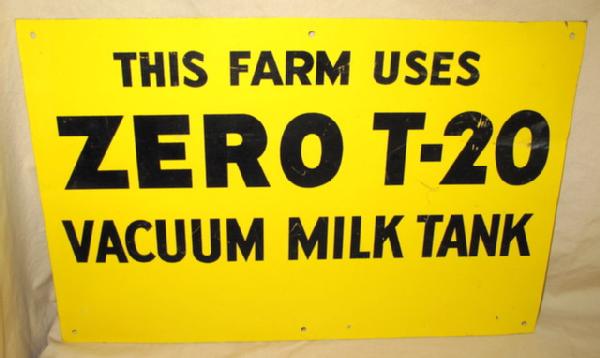 THIS FARM USES
ZERO T-20
VACUUM MILK TANK